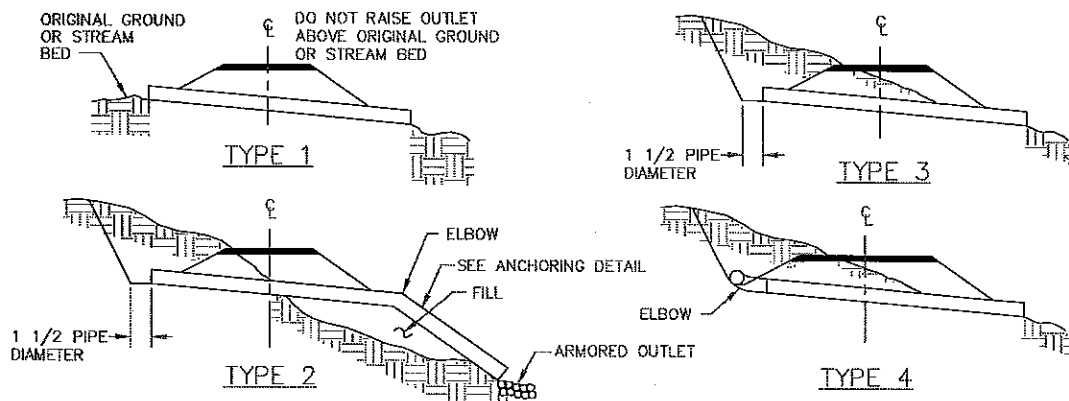 ORIGINAL GROUND
OR STREAM
BED
℄
DO NOT RAISE OUTLET
ABOVE ORIGINAL GROUND
OR STREAM BED
TYPE 1
℄
1 1/2 PIPE
DIAMETER
TYPE 3
℄
ELBOW
SEE ANCHORING DETAIL
FILL
1 1/2 PIPE
DIAMETER
ARMORED OUTLET
TYPE 2
℄
ELBOW
TYPE 4